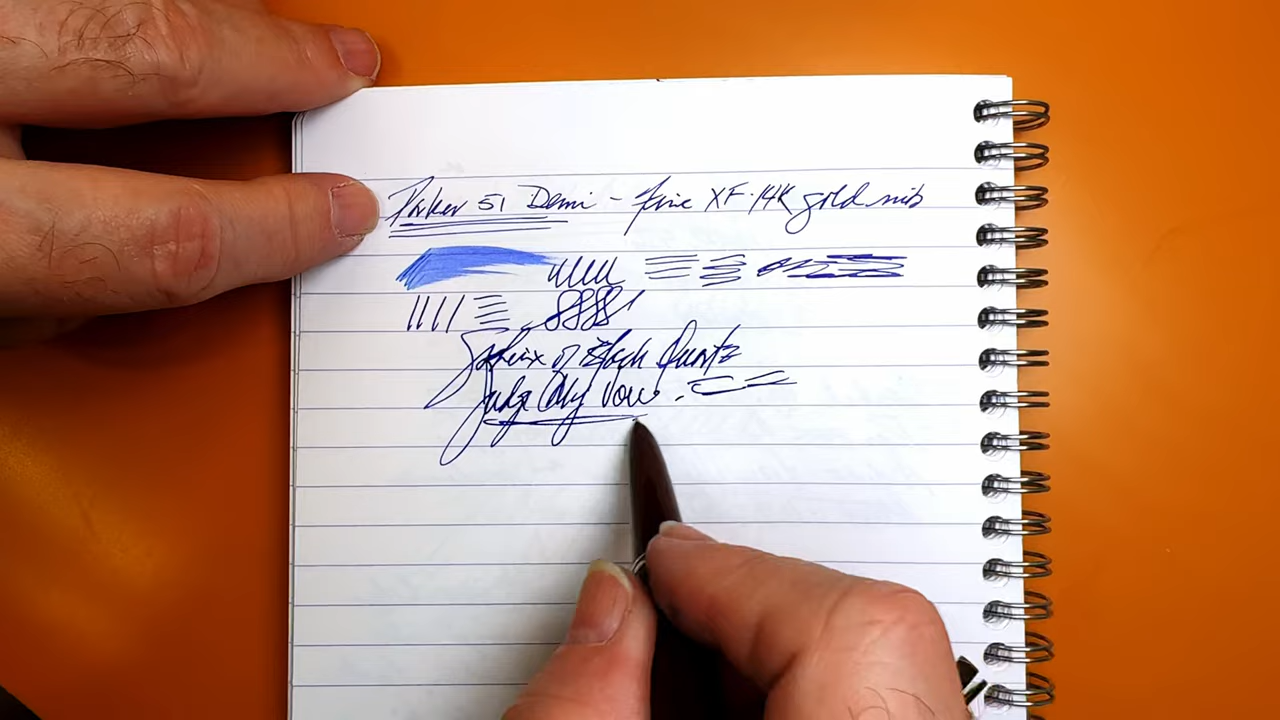 Parker 51 Demi - Fine XF. 14K gold nib
Sphinx of Black Quartz
Judge My Vow.